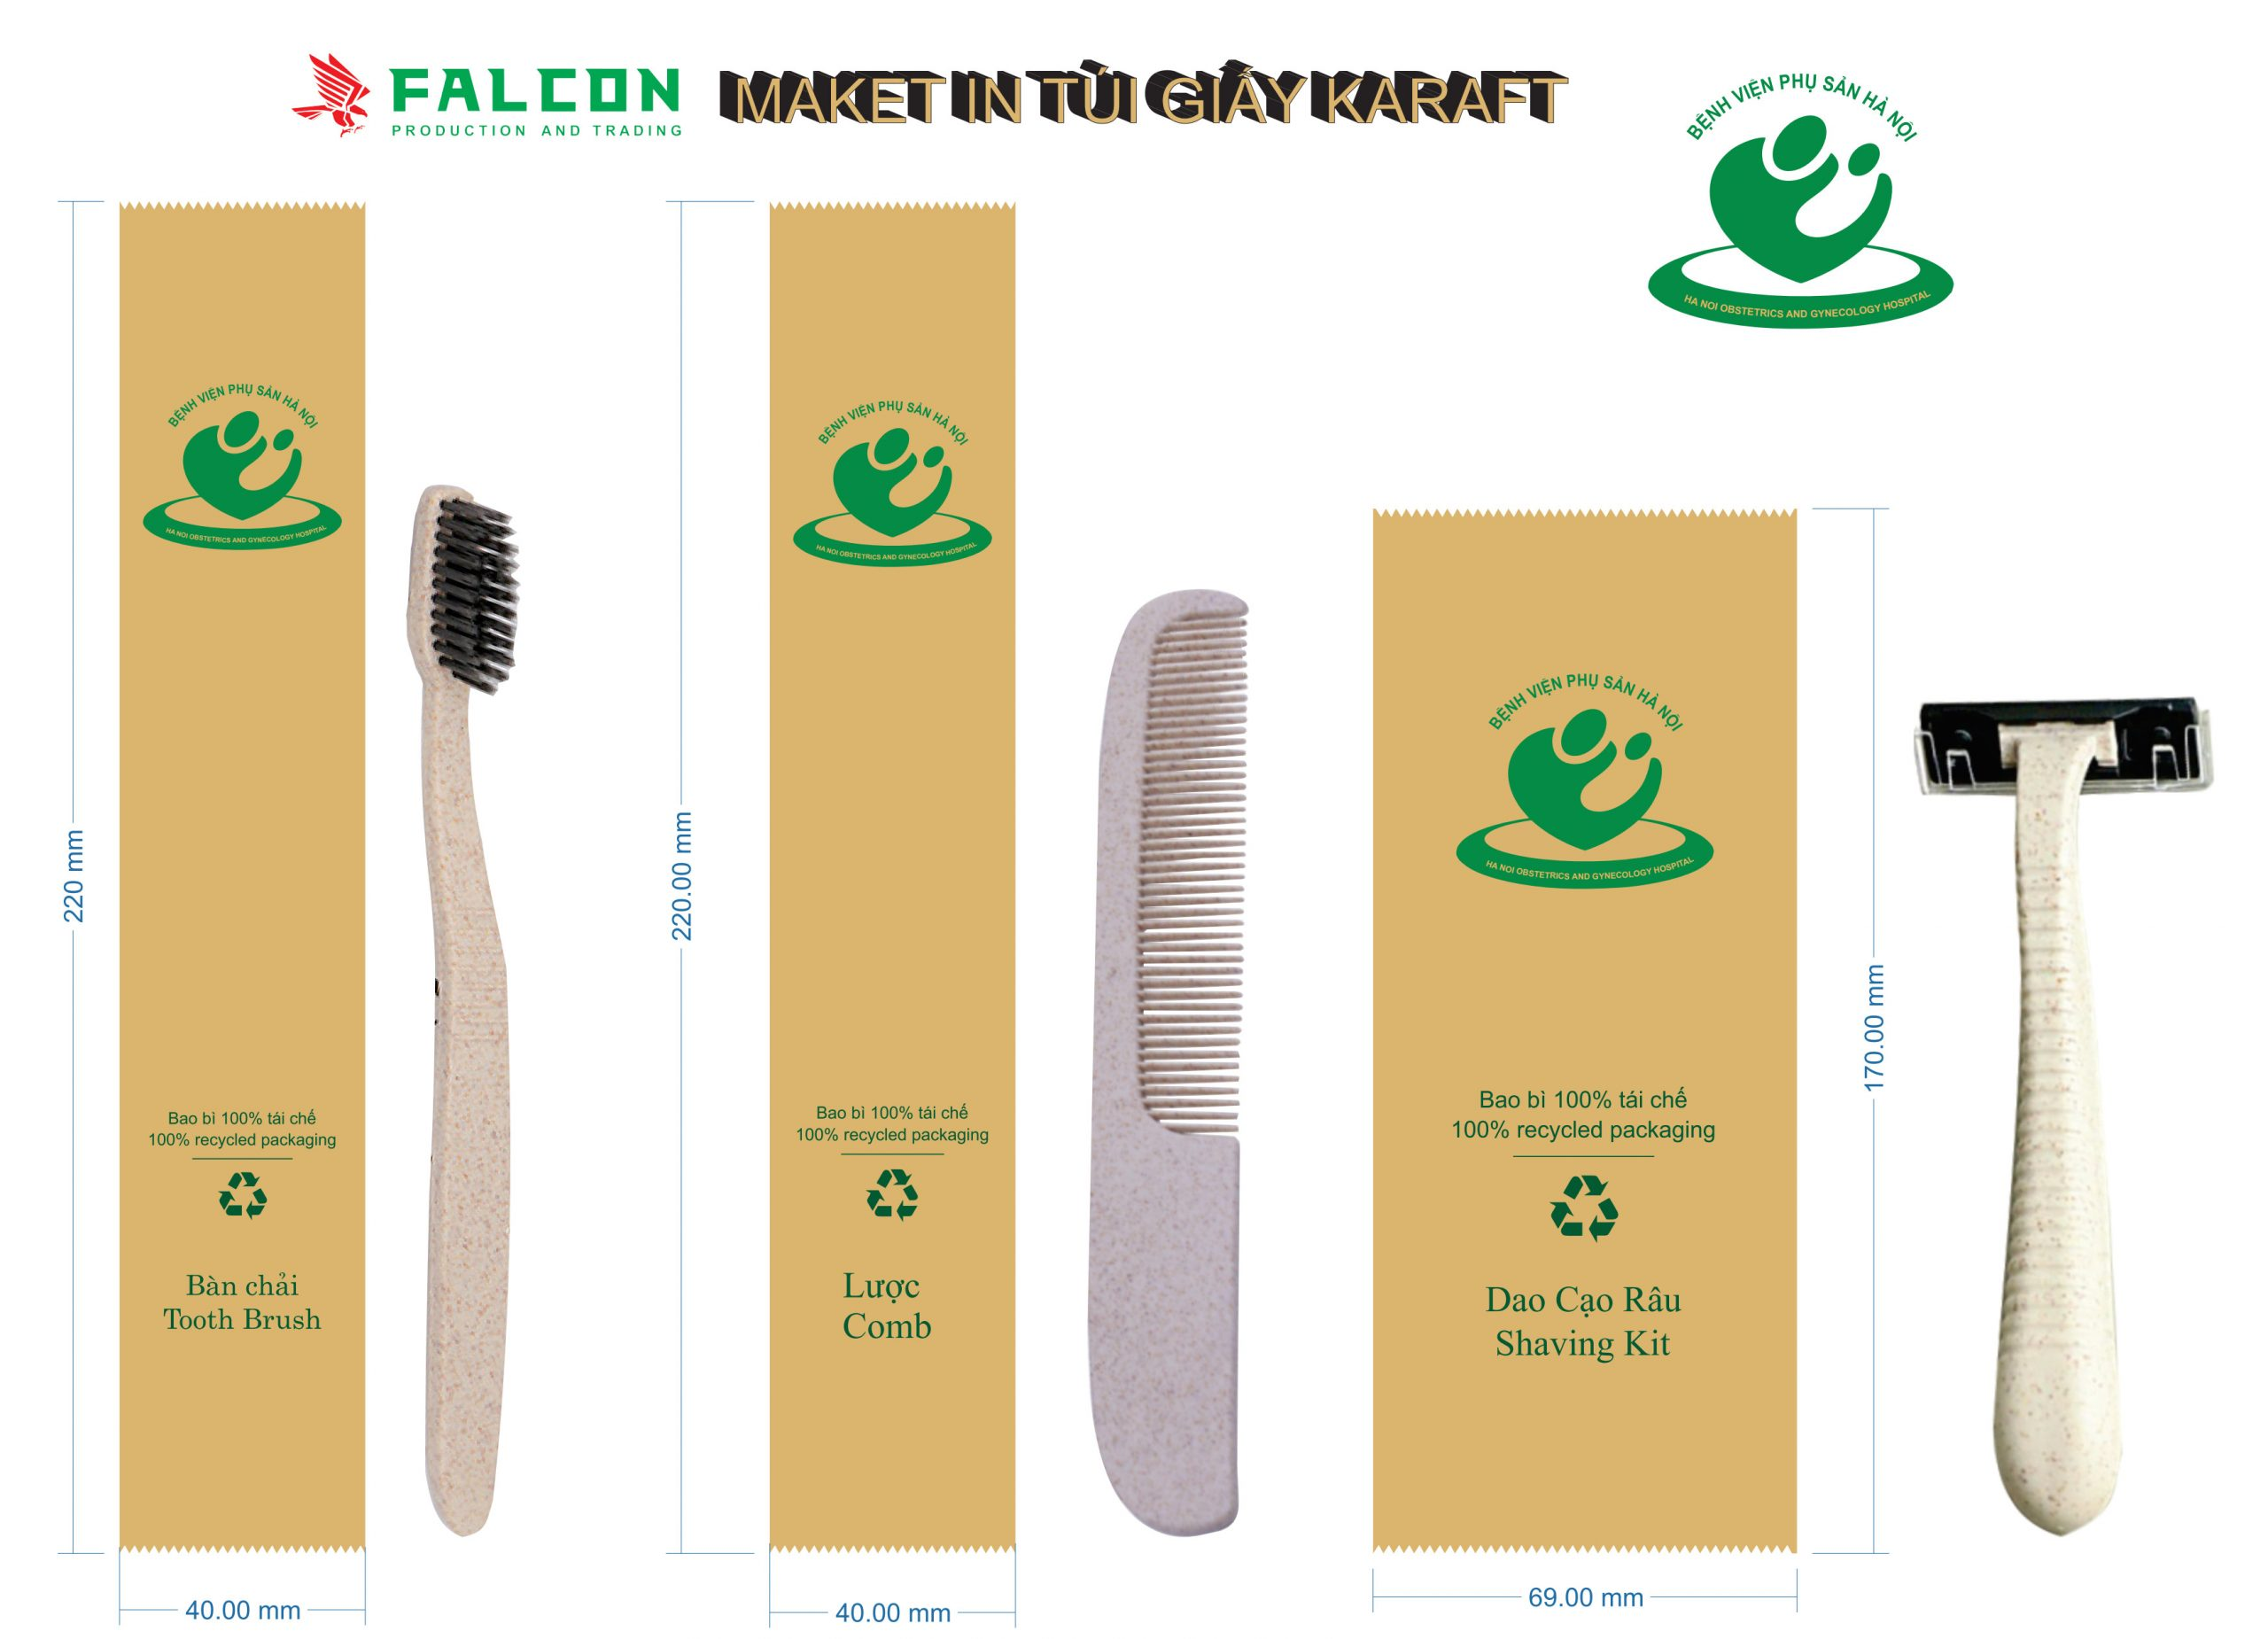 FALCON
PRODUCTION AND TRADING
MAKET IN TÚI GIẤY KARAFT
BỆNH VIỆN PHỤ SẢN HÀ NỘI
HA NOI OBSTETRICS AND GYNECOLOGY HOSPITAL
220 mm
BỆNH VIỆN PHỤ SẢN HÀ NỘI
HA NOI OBSTETRICS AND GYNECOLOGY HOSPITAL
Bao bì 100% tái chế
100% recycled packaging
Bàn chải
Tooth Brush
40.00 mm
220.00 mm
BỆNH VIỆN PHỤ SẢN HÀ NỘI
HA NOI OBSTETRICS AND GYNECOLOGY HOSPITAL
Bao bì 100% tái chế
100% recycled packaging
Lược
Comb
40.00 mm
BỆNH VIỆN PHỤ SẢN HÀ NỘI
HA NOI OBSTETRICS AND GYNECOLOGY HOSPITAL
Bao bì 100% tái chế
100% recycled packaging
Dao Cạo Râu
Shaving Kit
69.00 mm
170.00 mm